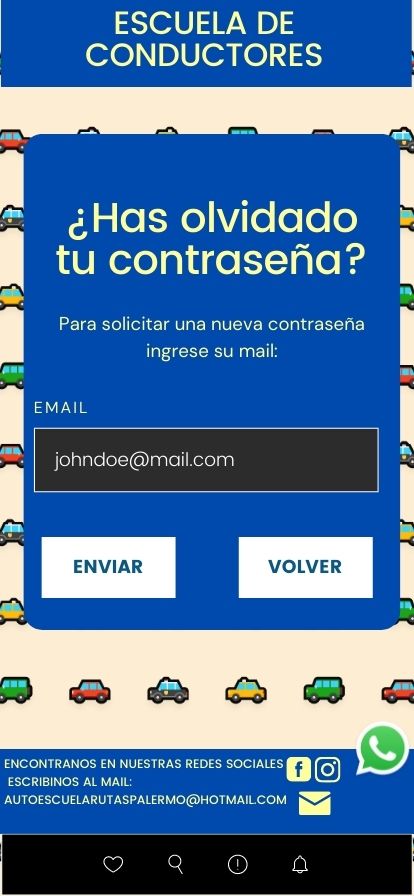 ESCUELA DE
CONDUCTORES
¿Has olvidado
tu contraseña?
Para solicitar una nueva contraseña
ingrese su mail:
EMAIL
johndoe@mail.com
ENVIAR
VOLVER
ENCONTRANOS EN NUESTRAS REDES SOCIALES
ESCRIBINOS AL MAIL:
AUTOESCUELARUTASPALERMO@HOTMAIL.COM